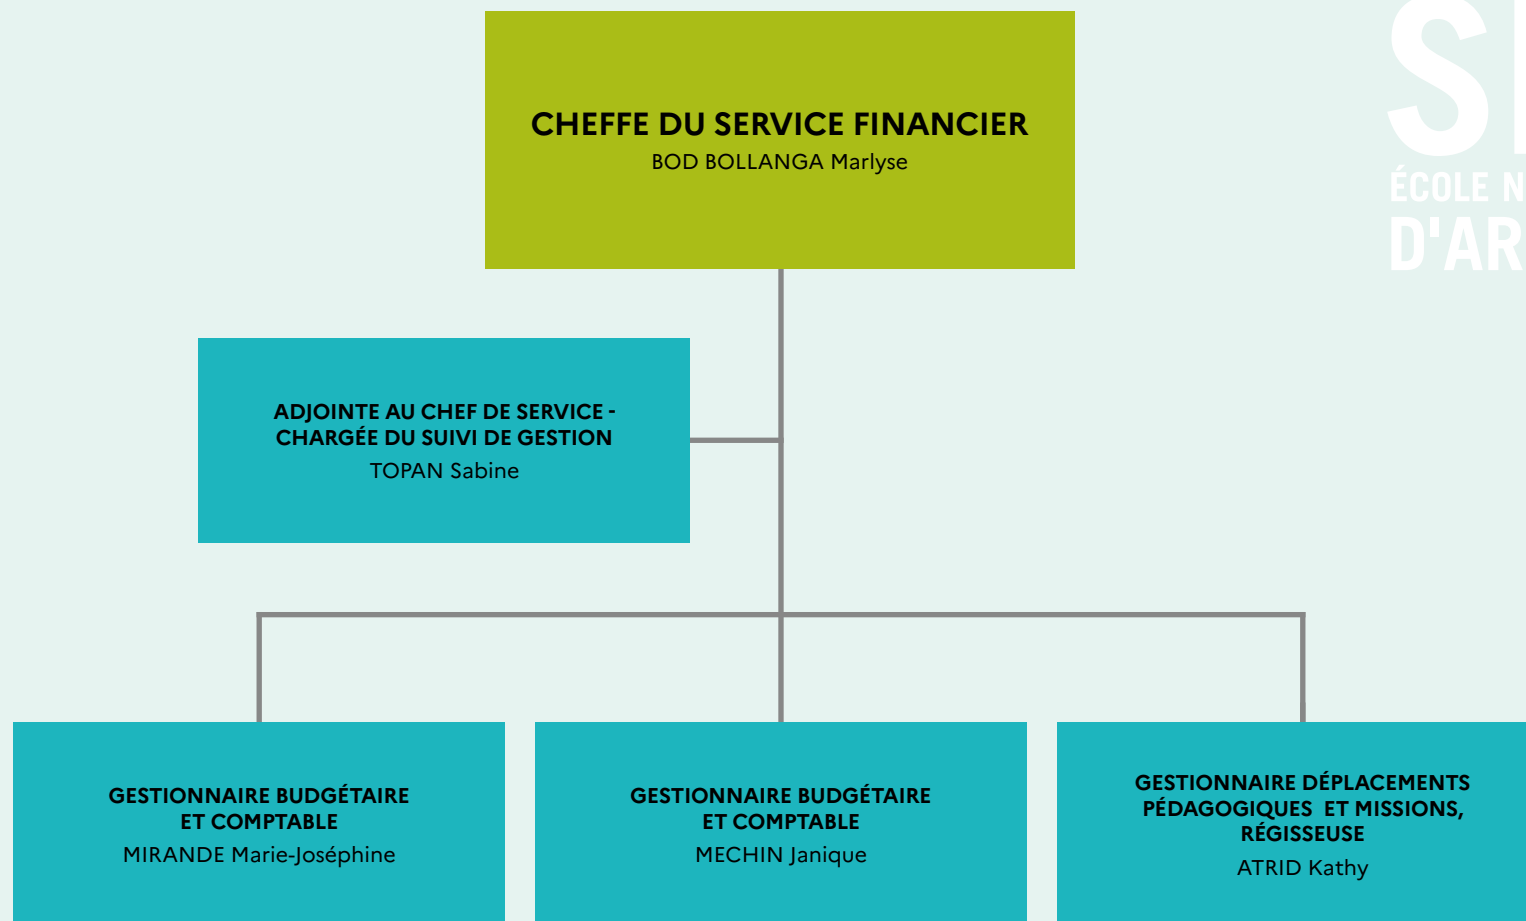 CHEFFE DU SERVICE FINANCIER
BOD BOLLANGA Marlyse
ÉCOLE
ADJOINTE AU CHEF DE SERVICE -
CHARGÉE DU SUIVI DE GESTION
TOPAN Sabine
GESTIONNAIRE BUDGÉTAIRE
ET COMPTABLE
MIRANDE Marie-Joséphine
GESTIONNAIRE BUDGÉTAIRE
ET COMPTABLE
MECHIN Janique
GESTIONNAIRE DÉPLACEMENTS
PÉDAGOGIQUES ET MISSIONS,
RÉGISSEUSE
ATRID Kathy